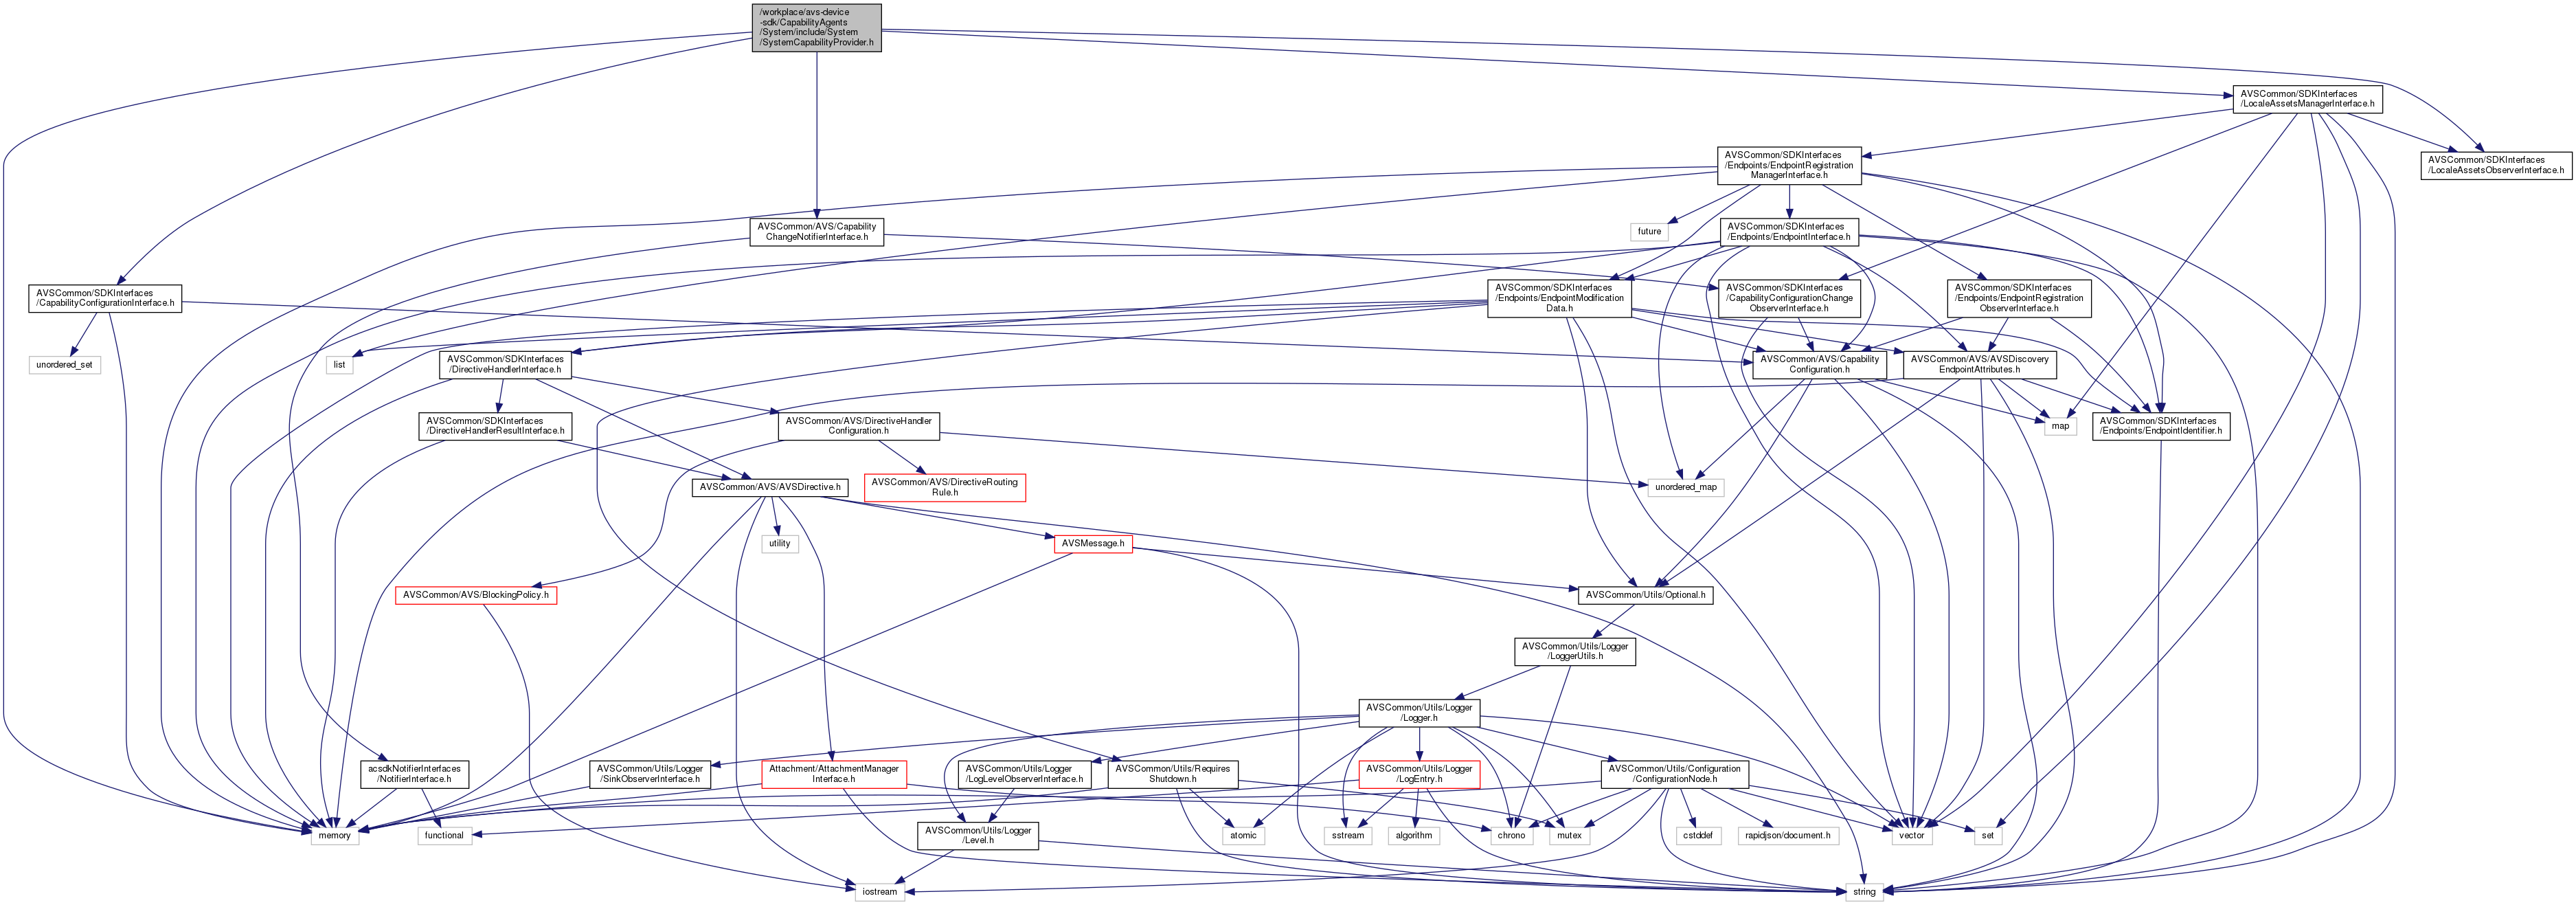 /workplace/avs-device
-sdk/CapabilityAgents
/System/include/System
/SystemCapabilityProvider.h
AVSCommon/SDKInterfaces
/LocaleAssetsManagerInterface.h
AVSCommon/SDKInterfaces
/Endpoints/EndpointRegistration
ManagerInterface.h
AVSCommon/SDKInterfaces
/LocaleAssetsObserverInterface.h
AVSCommon/AVS/Capability
ChangeNotifierInterface.h
future
AVSCommon/SDKInterfaces
/Endpoints/EndpointInterface.h
AVSCommon/SDKInterfaces
/CapabilityConfigurationInterface.h
AVSCommon/SDKInterfaces
/Endpoints/EndpointModification
Data.h
AVSCommon/SDKInterfaces
/CapabilityConfigurationChange
ObserverInterface.h
AVSCommon/SDKInterfaces
/Endpoints/EndpointRegistration
ObserverInterface.h
unordered_set
list
AVSCommon/SDKInterfaces
/DirectiveHandlerInterface.h
AVSCommon/AVS/Capability
Configuration.h
AVSCommon/AVS/AVSDiscovery
EndpointAttributes.h
AVSCommon/SDKInterfaces
/DirectiveHandlerResultInterface.h
AVSCommon/AVS/DirectiveHandler
Configuration.h
map
AVSCommon/SDKInterfaces
/Endpoints/EndpointIdentifier.h
AVSCommon/AVS/AVSDirective.h
AVSCommon/AVS/DirectiveRouting
Rule.h
unordered_map
utility
AVSMessage.h
AVSCommon/AVS/BlockingPolicy.h
AVSCommon/Utils/Optional.h
AVSCommon/Utils/Logger
/LoggerUtils.h
AVSCommon/Utils/Logger
/Logger.h
acsdkNotifierInterfaces
/NotifierInterface.h
AVSCommon/Utils/Logger
/SinkObserverInterface.h
Attachment/AttachmentManager
Interface.h
AVSCommon/Utils/Logger
/LogLevelObserverInterface.h
AVSCommon/Utils/Requires
Shutdown.h
AVSCommon/Utils/Logger
/LogEntry.h
AVSCommon/Utils/Configuration
/ConfigurationNode.h
memory
functional
AVSCommon/Utils/Logger
/Level.h
atomic
sstream
algorithm
chrono
mutex
cstddef
rapidjson/document.h
vector
set
iostream
string